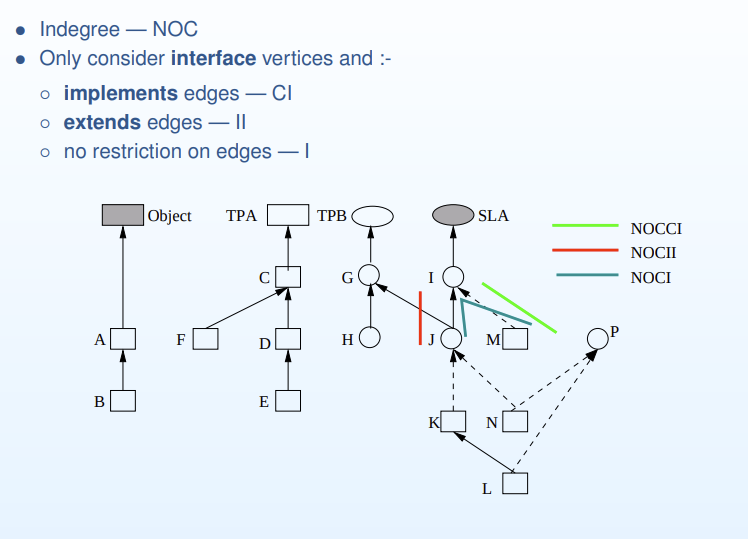 Indegree — NOC
Only consider interface vertices and :-
implements edges — CI
extends edges — II
no restriction on edges — I
Object TPA TPB SLA
NOCCI
NOCII
C G I NOCI
A F D H J M P
B E K N
L